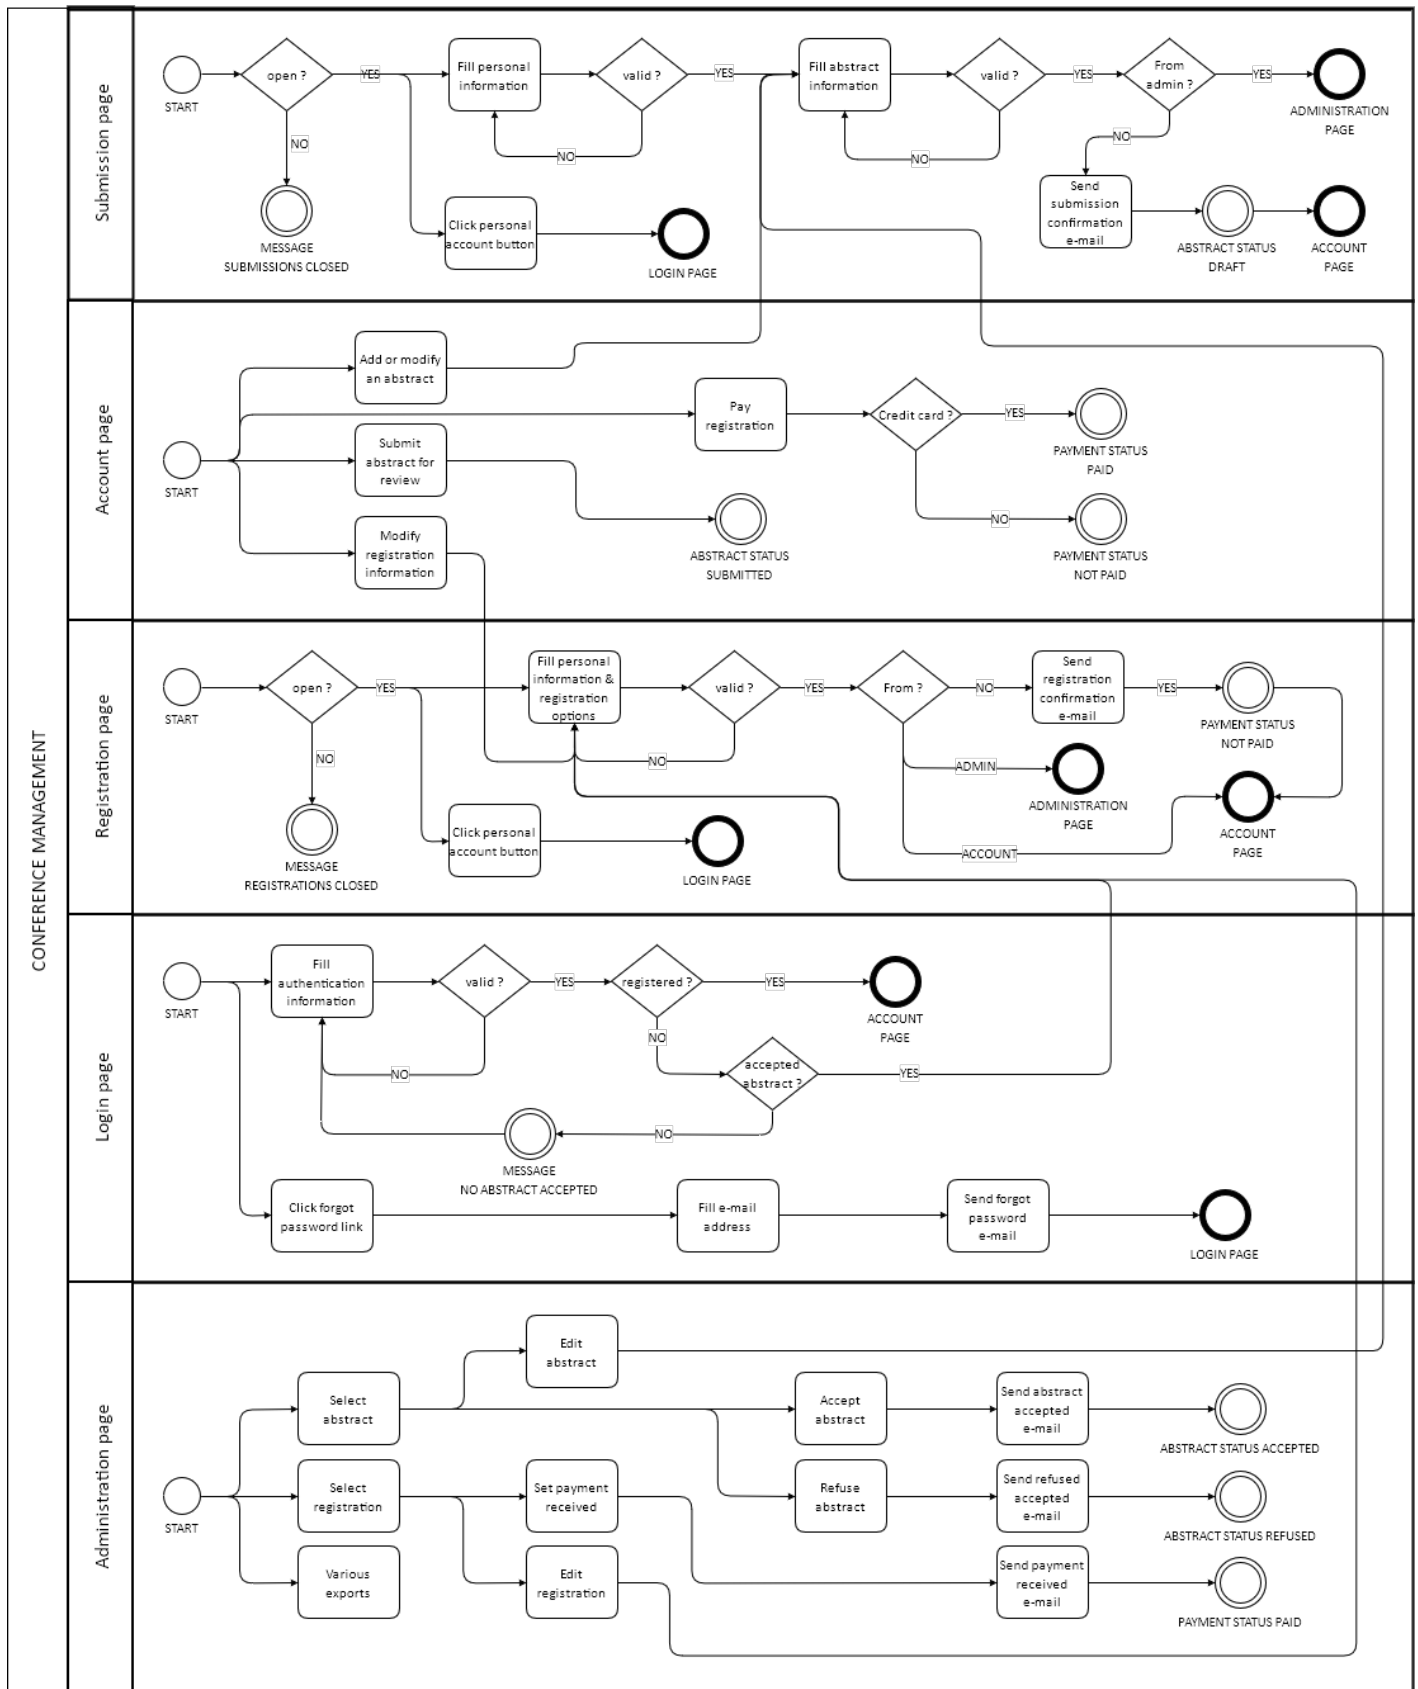 CONFERENCE MANAGEMENT
Submission page
START
open ?
YES
NO
MESSAGE
SUBMISSIONS CLOSED
Fill personal
information
valid ?
YES
NO
Click personal
account button
LOGIN PAGE
Fill abstract
information
valid ?
YES
NO
From
admin ?
YES
NO
ADMINISTRATION
PAGE
Send
submission
confirmation
e-mail
ABSTRACT STATUS
DRAFT
ACCOUNT
PAGE
Account page
START
Add or modify
an abstract
Pay
registration
Credit card ?
YES
PAYMENT STATUS
PAID
Submit
abstract for
review
ABSTRACT STATUS
SUBMITTED
NO
PAYMENT STATUS
NOT PAID
Modify
registration
information
Registration page
START
open ?
YES
NO
MESSAGE
REGISTRATIONS CLOSED
Fill personal
information &
registration
options
valid ?
YES
NO
From ?
NO
Send
registration
confirmation
e-mail
YES
PAYMENT STATUS
NOT PAID
ADMIN
ADMINISTRATION
PAGE
ACCOUNT
ACCOUNT
PAGE
Click personal
account button
LOGIN PAGE
Login page
START
Fill
authentication
information
valid ?
YES
NO
registered ?
YES
NO
ACCOUNT
PAGE
accepted
abstract ?
YES
NO
MESSAGE
NO ABSTRACT ACCEPTED
Click forgot
password link
Fill e-mail
address
Send forgot
password
e-mail
LOGIN PAGE
Administration page
START
Edit
abstract
Select
abstract
Accept
abstract
Send abstract
accepted
e-mail
ABSTRACT STATUS ACCEPTED
Select
registration
Set payment
received
Refuse
abstract
Send refused
accepted
e-mail
ABSTRACT STATUS REFUSED
Various
exports
Edit
registration
Send payment
received
e-mail
PAYMENT STATUS PAID